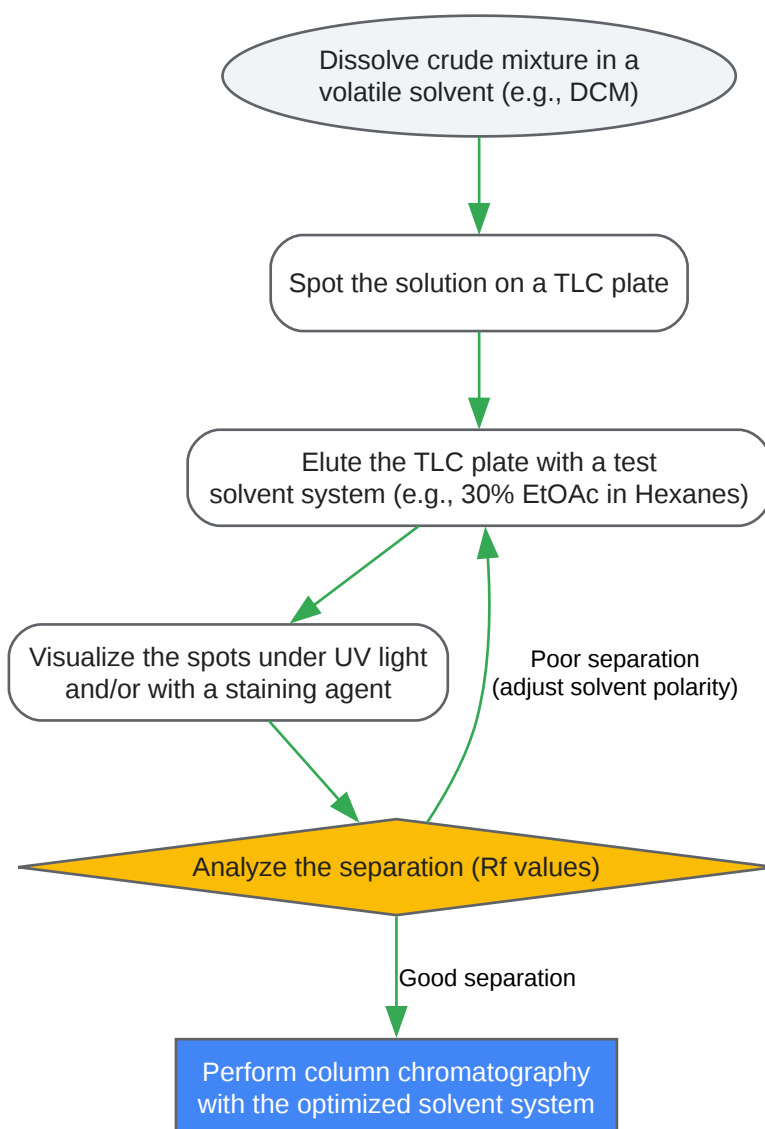 Dissolve crude mixture in a
volatile solvent (e.g., DCM)
Spot the solution on a TLC plate
Elute the TLC plate with a test
solvent system (e.g., 30% EtOAc in Hexanes)
Visualize the spots under UV light
and/or with a staining agent
Poor separation
(adjust solvent polarity)
Analyze the separation (Rf values)
Good separation
Perform column chromatography
with the optimized solvent system